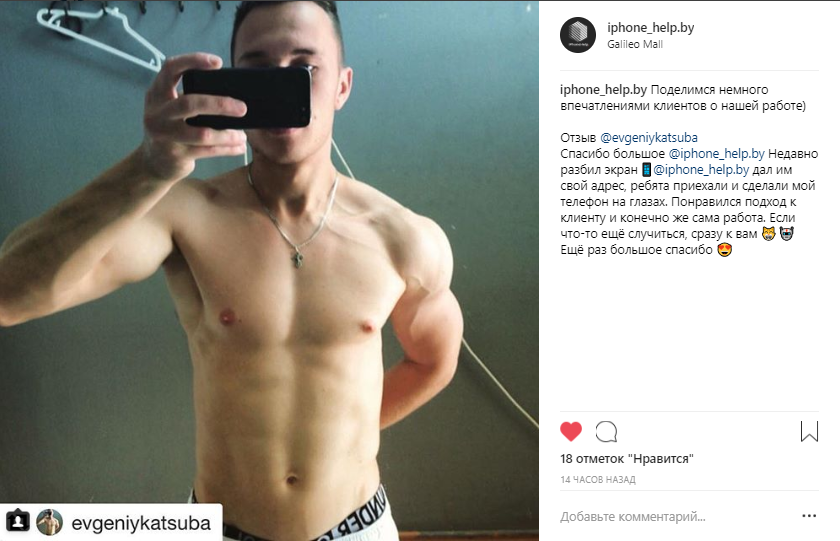 iphone_help.by
Galileo Mall
iphone_help.by Поделимся немного
впечатлениями клиентов о нашей работе)
Отзыв @evgeniykatsuba
Спасибо большое @iphone_help.by Недавно
разбил экран 📱@iphone_help.by дал им
свой адрес, ребята приехали и сделали мой
телефон на глазах. Понравился подход к
клиенту и конечно же сама работа. Если
что-то ещё случиться, сразу к вам 😸 🤡
Ещё раз большое спасибо 😍
18 отметок "Нравится"
14 ЧАСОВ НАЗАД
Добавьте комментарий...
evgeniykatsuba